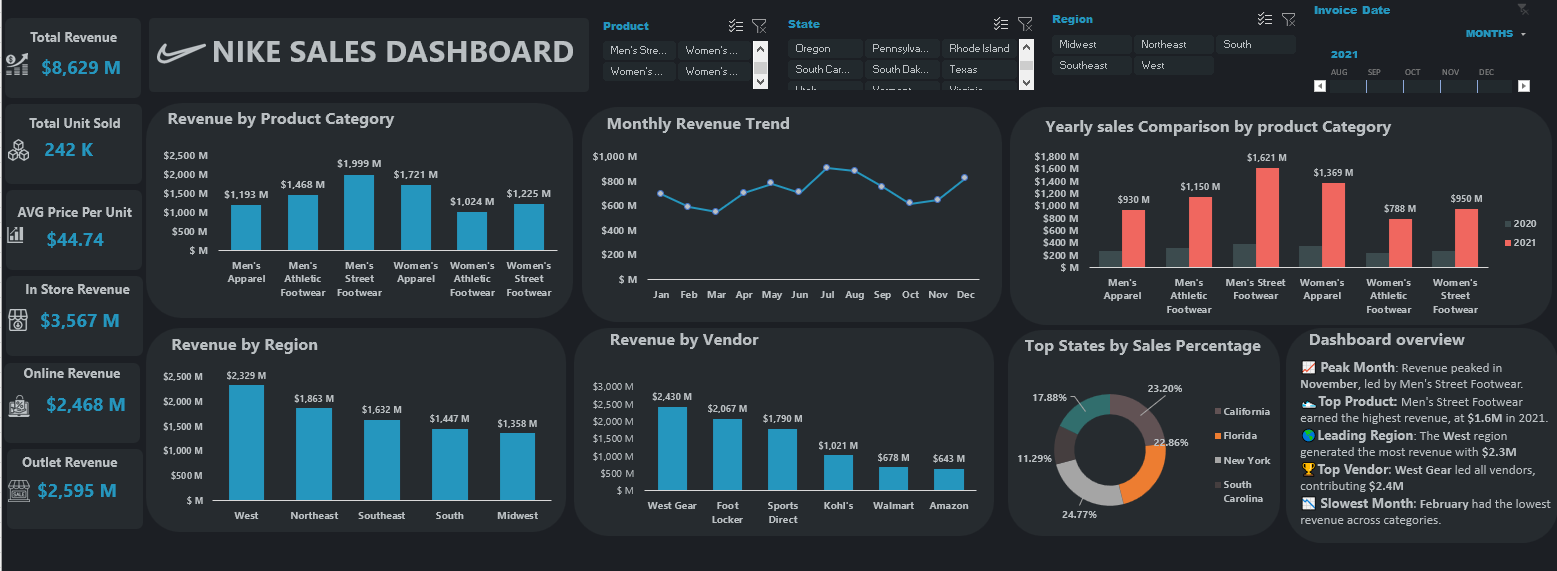 Total Revenue
$8,629 M
Total Unit Sold
242 K
AVG Price Per Unit
$44.74
In Store Revenue
$3,567 M
Online Revenue
$2,468 M
Outlet Revenue
SALE
$2,595 M
NIKE SALES DASHBOARD
Product
Men's Stre...
Women's ...
Women's ...
Women's ...
State
Oregon
Pennsylva...
Rhode Island
South Car...
South Dak...
Texas
Utah
Vermont
Virginia
Region
Midwest
Northeast
South
Southeast
West
Invoice Date
MONTHS
2021
AUG
SEP
OCT
NOV
DEC
Revenue by Product Category
$2,500 M
$2,000 M
$1,500 M
$1,000 M
$500 M
$ M
$1,193 M
$1,468 M
$1,999 M
$1,721 M
$1,024 M
$1,225 M
Men's
Apparel
Men's
Athletic
Footwear
Men's
Street
Footwear
Women's
Apparel
Women's
Athletic
Footwear
Women's
Street
Footwear
Monthly Revenue Trend
$1,000 M
$800 M
$600 M
$400 M
$200 M
$ M
Jan
Feb
Mar
Apr
May
Jun
Jul
Aug
Sep
Oct
Nov
Dec
Yearly sales Comparison by product Category
$1,800 M
$1,600 M
$1,400 M
$1,200 M
$1,000 M
$800 M
$600 M
$400 M
$200 M
$ M
$930 M
$1,150 M
$1,621 M
$1,369 M
$788 M
$950 M
Men's
Apparel
Men's
Athletic
Footwear
Men's Street
Footwear
Women's
Apparel
Women's
Athletic
Footwear
Women's
Street
Footwear
2020
2021
Revenue by Region
$2,500 M
$2,000 M
$1,500 M
$1,000 M
$500 M
$ M
$2,329 M
$1,863 M
$1,632 M
$1,447 M
$1,358 M
West
Northeast
Southeast
South
Midwest
Revenue by Vendor
$3,000 M
$2,500 M
$2,000 M
$1,500 M
$1,000 M
$500 M
$ M
$2,430 M
$2,067 M
$1,790 M
$1,021 M
$678 M
$643 M
West Gear
Foot
Locker
Sports
Direct
Kohl's
Walmart
Amazon
Top States by Sales Percentage
23.20%
22.86%
24.77%
11.29%
17.88%
California
Florida
New York
South
Carolina
Dashboard overview
Peak Month: Revenue peaked in
November, led by Men's Street Footwear.
Top Product: Men's Street Footwear
earned the highest revenue, at $1.6M in 2021.
Leading Region: The West region
generated the most revenue with $2.3M
Top Vendor: West Gear led all vendors,
contributing $2.4M
Slowest Month: February had the lowest
revenue across categories.